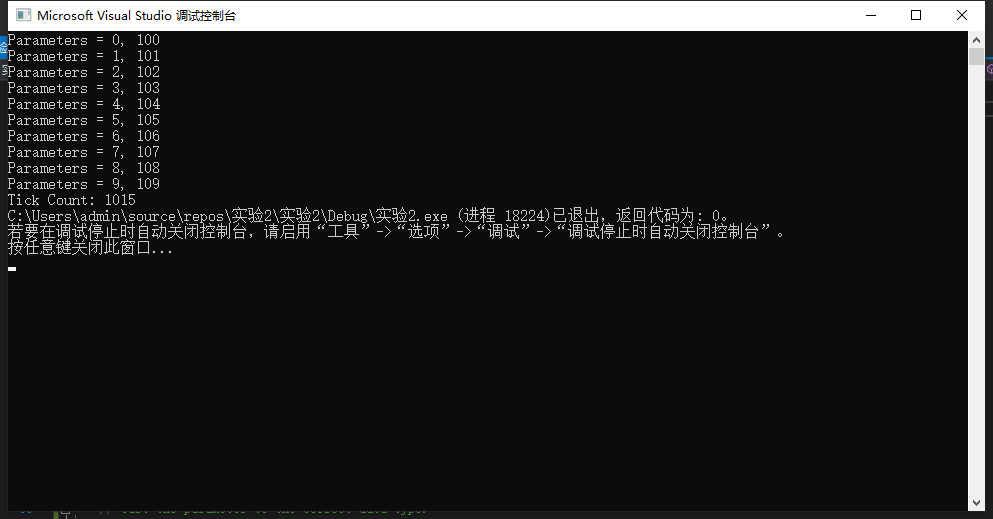 Microsoft Visual Studio 调试控制台
Parameters = 0, 100
Parameters = 1, 101
Parameters = 2, 102
Parameters = 3, 103
Parameters = 4, 104
Parameters = 5, 105
Parameters = 6, 106
Parameters = 7, 107
Parameters = 8, 108
Parameters = 9, 109
Tick Count: 1015
C:\Users\admin\source\repos\实验2\实验2\Debug\实验2.exe (进程 18224)已退出，返回代码为: 0。
若要在调试停止时自动关闭控制台，请启用“工具”->“选项”->“调试”->“调试停止时自动关闭控制台”。
按任意键关闭此窗口...